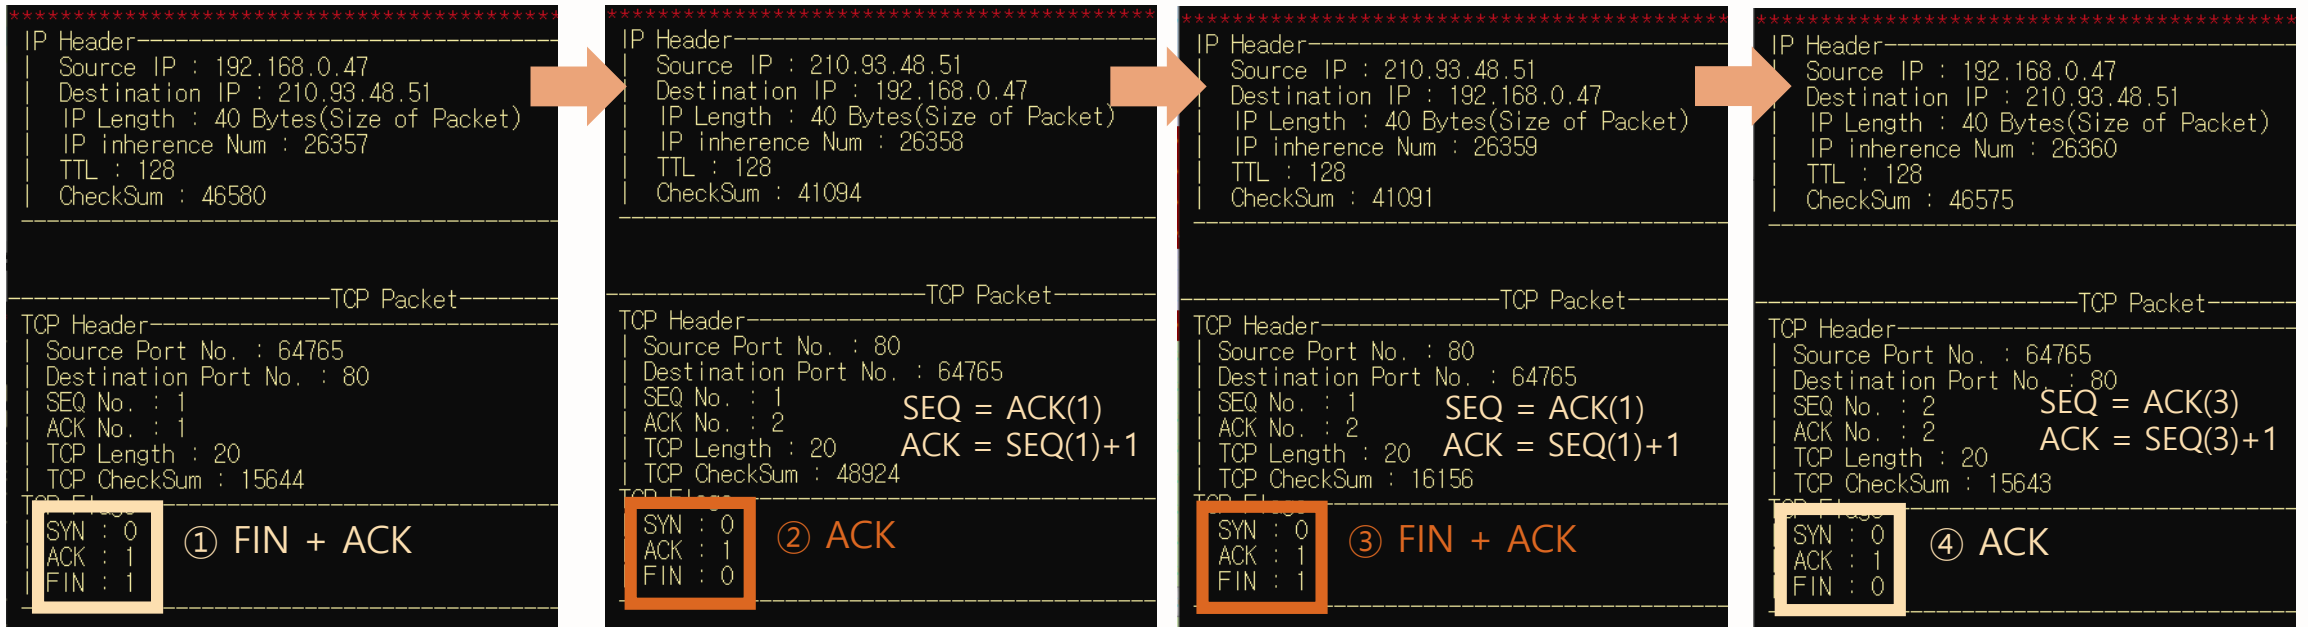 ****************************************
IP Header
| Source IP : 192.168.0.47
| Destination IP : 210.93.48.51
| IP Length : 40 Bytes(Size of Packet)
| IP inherence Num : 26357
| TTL : 128
| CheckSum : 46580
TCP Packet
TCP Header
| Source Port No. : 64765
| Destination Port No. : 80
| SEQ No. : 1
| ACK No. : 1
| TCP Length : 20
| TCP CheckSum : 15644
TCP Flags
| SYN : 0
| ACK : 1
| FIN : 1
① FIN + ACK
****************************************
IP Header
| Source IP : 210.93.48.51
| Destination IP : 192.168.0.47
| IP Length : 40 Bytes(Size of Packet)
| IP inherence Num : 26358
| TTL : 128
| CheckSum : 41094
TCP Packet
TCP Header
| Source Port No. : 80
| Destination Port No. : 64765
| SEQ No. : 1
| ACK No. : 2
| TCP Length : 20
| TCP CheckSum : 48924
SEQ = ACK(1)
ACK = SEQ(1)+1
TCP Flags
| SYN : 0
| ACK : 1
| FIN : 0
② ACK
****************************************
IP Header
| Source IP : 210.93.48.51
| Destination IP : 192.168.0.47
| IP Length : 40 Bytes(Size of Packet)
| IP inherence Num : 26359
| TTL : 128
| CheckSum : 41091
TCP Packet
TCP Header
| Source Port No. : 80
| Destination Port No. : 64765
| SEQ No. : 1
| ACK No. : 2
| TCP Length : 20
| TCP CheckSum : 16156
SEQ = ACK(1)
ACK = SEQ(1)+1
TCP Flags
| SYN : 0
| ACK : 1
| FIN : 1
③ FIN + ACK
****************************************
IP Header
| Source IP : 192.168.0.47
| Destination IP : 210.93.48.51
| IP Length : 40 Bytes(Size of Packet)
| IP inherence Num : 26360
| TTL : 128
| CheckSum : 46575
TCP Packet
TCP Header
| Source Port No. : 64765
| Destination Port No. : 80
| SEQ No. : 2
| ACK No. : 2
| TCP Length : 20
| TCP CheckSum : 15643
SEQ = ACK(3)
ACK = SEQ(3)+1
TCP Flags
| SYN : 0
| ACK : 1
| FIN : 0
④ ACK